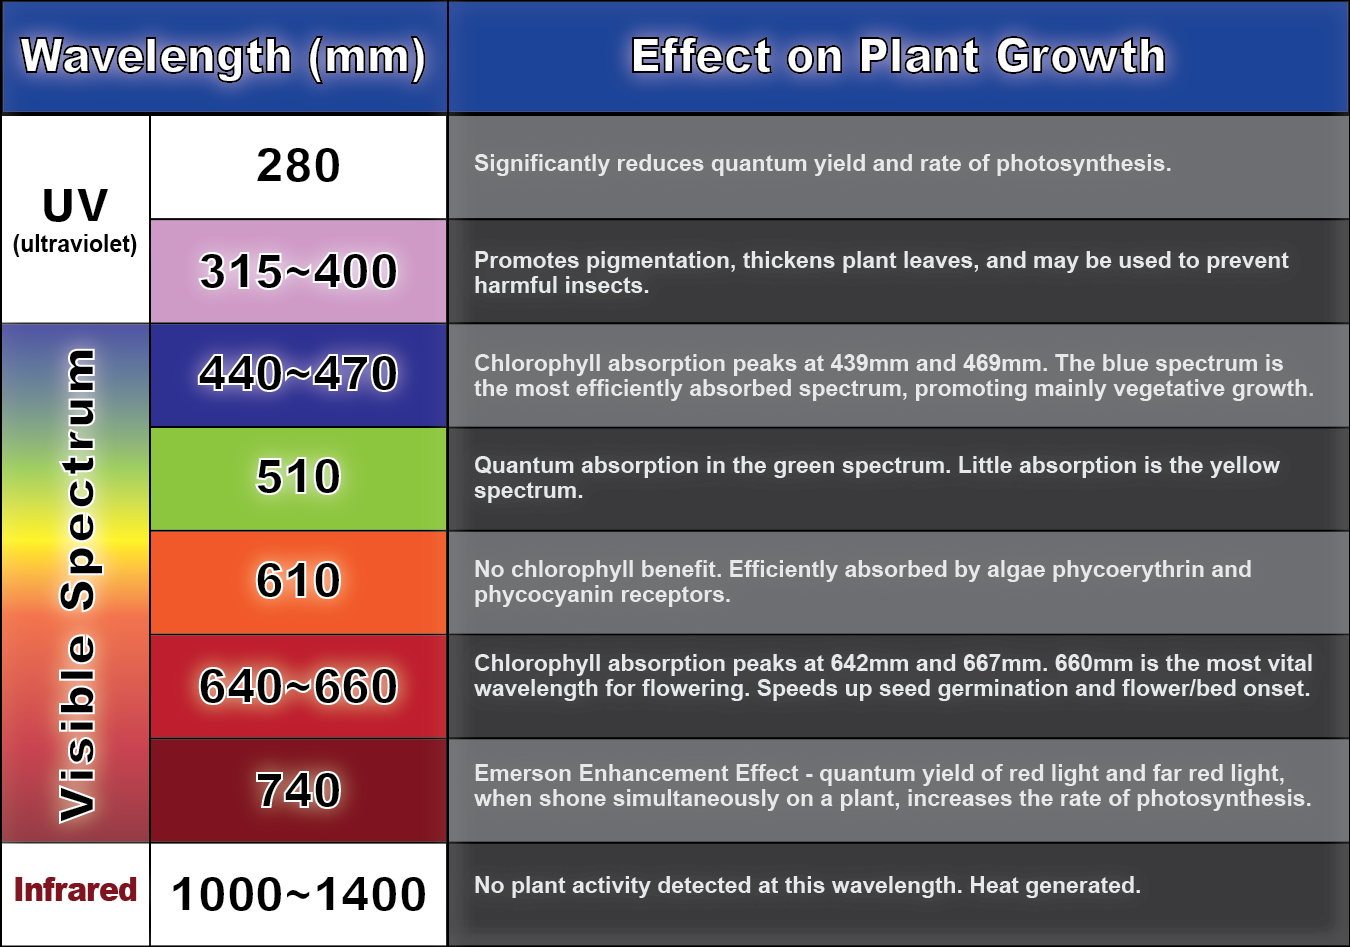 Wavelength (mm)
Effect on Plant Growth
UV
(ultraviolet)
280
Significantly reduces quantum yield and rate of photosynthesis.
315~400
Promotes pigmentation, thickens plant leaves, and may be used to prevent
harmful insects.
Visible Spectrum
440~470
Chlorophyll absorption peaks at 439mm and 469mm. The blue spectrum is
the most efficiently absorbed spectrum, promoting mainly vegetative growth.
510
Quantum absorption in the green spectrum. Little absorption is the yellow
spectrum.
610
No chlorophyll benefit. Efficiently absorbed by algae phycoerythrin and
phycocyanin receptors.
640~660
Chlorophyll absorption peaks at 642mm and 667mm. 660mm is the most vital
wavelength for flowering. Speeds up seed germination and flower/bed onset.
740
Emerson Enhancement Effect - quantum yield of red light and far red light,
when shone simultaneously on a plant, increases the rate of photosynthesis.
Infrared
1000~1400
No plant activity detected at this wavelength. Heat generated.